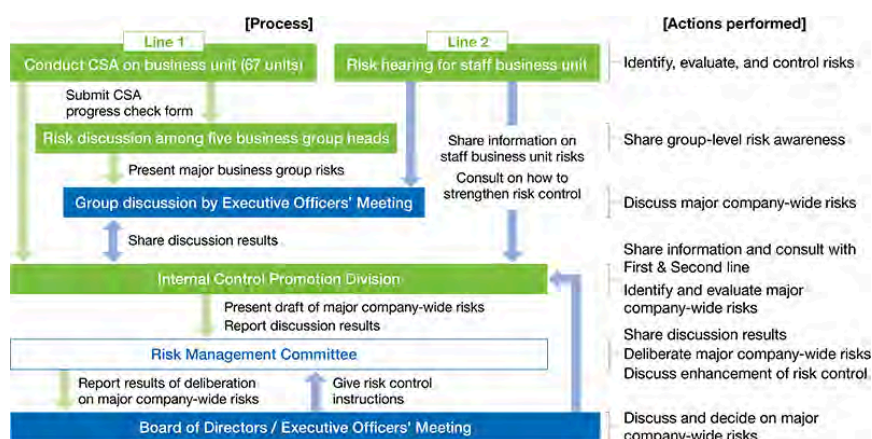 [Process]
[Actions performed]
Line 1
Line 2
Conduct CSA on business unit (67 units)
Risk hearing for staff business unit
Identify, evaluate, and control risks
Submit CSA
progress check form
Risk discussion among five business group heads
Share information on
staff business unit risks
Share group-level risk awareness
Present major business group risks
Consult on how to
strengthen risk control
Group discussion by Executive Officers' Meeting
Discuss major company-wide risks
Share discussion results
Share information and consult with
First & Second line
Internal Control Promotion Division
Identify and evaluate major
company-wide risks
Present draft of major company-wide risks
Report discussion results
Share discussion results
Risk Management Committee
Deliberate major company-wide risks
Discuss enhancement of risk control
Report results of deliberation
on major company-wide risks
Give risk control
instructions
Board of Directors / Executive Officers' Meeting
Discuss and decide on major
company-wide risks